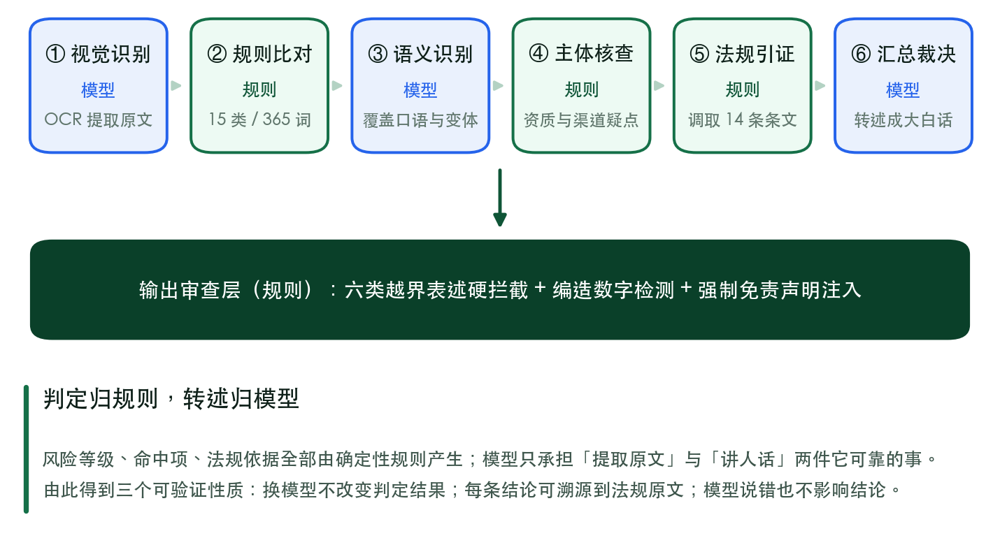 ① 视觉识别
模型
OCR 提取原文
② 规则比对
规则
15 类 / 365 词
③ 语义识别
模型
覆盖口语与变体
④ 主体核查
规则
资质与渠道疑点
⑤ 法规引证
规则
调取 14 条条文
⑥ 汇总裁决
模型
转述成大白话
输出审查层（规则）：六类越界表述硬拦截 + 编造数字检测 + 强制免责声明注入
判定归规则，转述归模型
风险等级、命中项、法规依据全部由确定性规则产生；模型只承担「提取原文」与「讲人话」两件它可靠的事。
由此得到三个可验证性质：换模型不改变判定结果；每条结论可溯源到法规原文；模型说错也不影响结论。